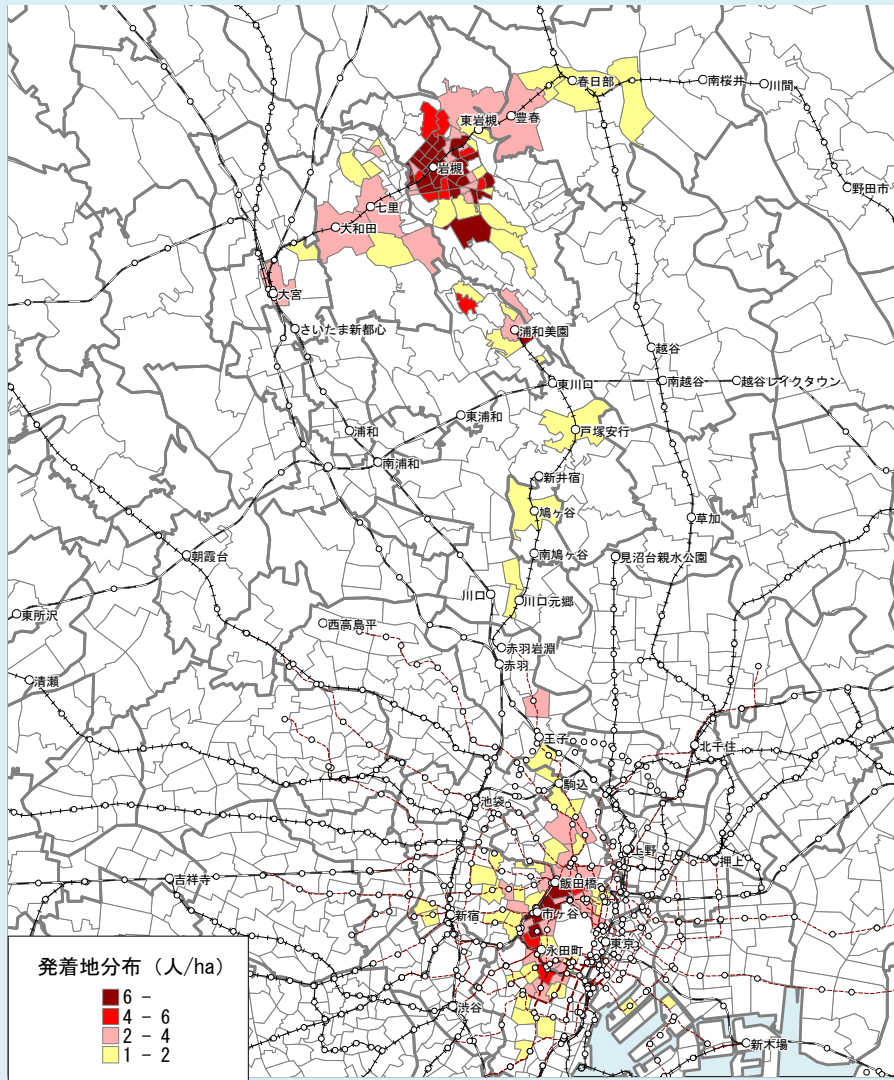 春日部
南桜井
川間
東岩槻
豊春
岩槻
野田市
七里
大和田
大宮
さいたま新都心
浦和美園
越谷
東川口
南越谷
越谷レイクタウン
東浦和
浦和
戸塚安行
南浦和
新井宿
鳩ヶ谷
草加
朝霞台
南鳩ヶ谷
見沼台親水公園
川口
川口元郷
東所沢
西高島平
赤羽岩淵
赤羽
清瀬
王子
北千住
駒込
池袋
上野
押上
吉祥寺
飯田橋
新宿
市ヶ谷
東京
永田町
渋谷
新木場
発着地分布（人/ha）
6 -
4 - 6
2 - 4
1 - 2